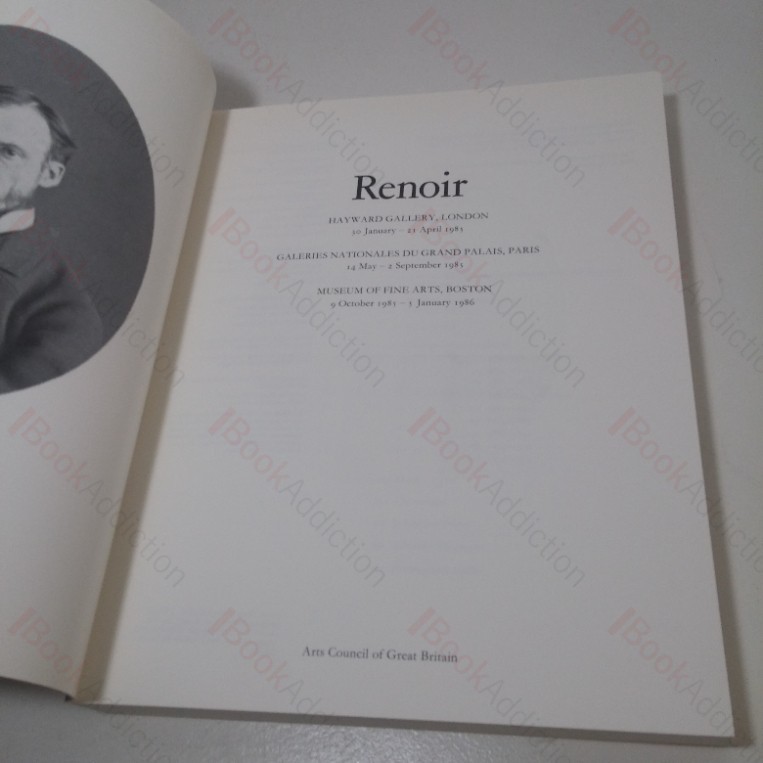 Renoir
HAYWARD GALLERY, LONDON
30 January – 21 April 1985
GALERIES NATIONALES DU GRAND PALAIS, PARIS
14 May – 2 September 1985
MUSEUM OF FINE ARTS, BOSTON
9 October 1985 – 5 January 1986
Arts Council of Great Britain
BookAddiction